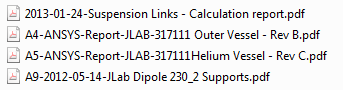 2013-01-24-Suspension Links - Calculation report.pdf
A4-ANSYS-Report-JLAB-317111 Outer Vessel - Rev B.pdf
A5-ANSYS-Report-JLAB-317111Helium Vessel - Rev C.pdf
A9-2012-05-14-JLab Dipole 230_2 Supports.pdf